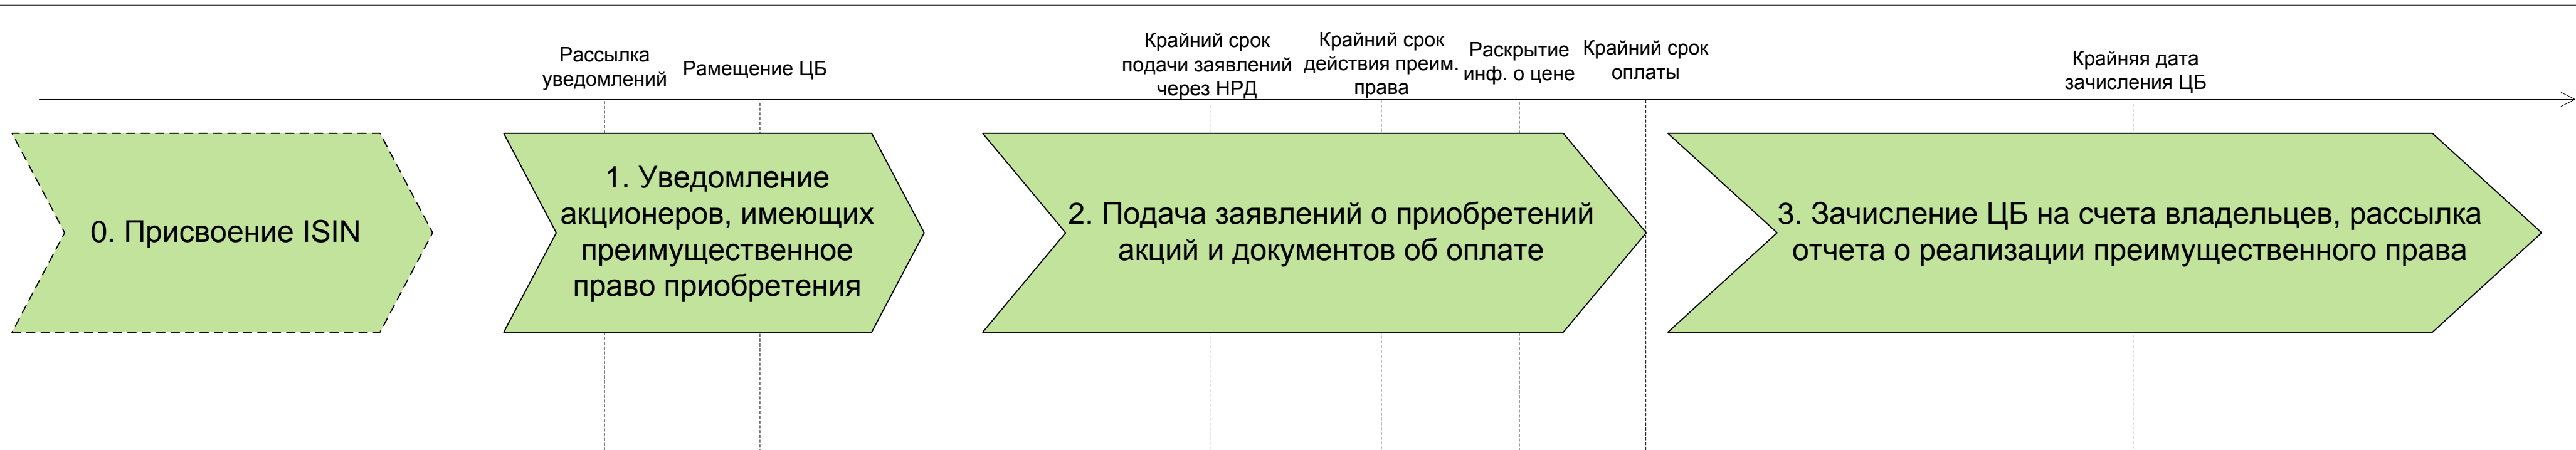 Рассылка
уведомлений
Рамещение ЦБ
Крайний срок
подачи заявлений
через НРД
Крайний срок
действия преим.
права
Раскрытие
инф. о цене
Крайний срок
оплаты
Крайняя дата
зачисления ЦБ
0. Присвоение ISIN
1. Уведомление
акционеров, имеющих
преимущественное
право приобретения
2. Подача заявлений о приобретений
акций и документов об оплате
3. Зачисление ЦБ на счета владельцев, рассылка
отчета о реализации преимущественного права